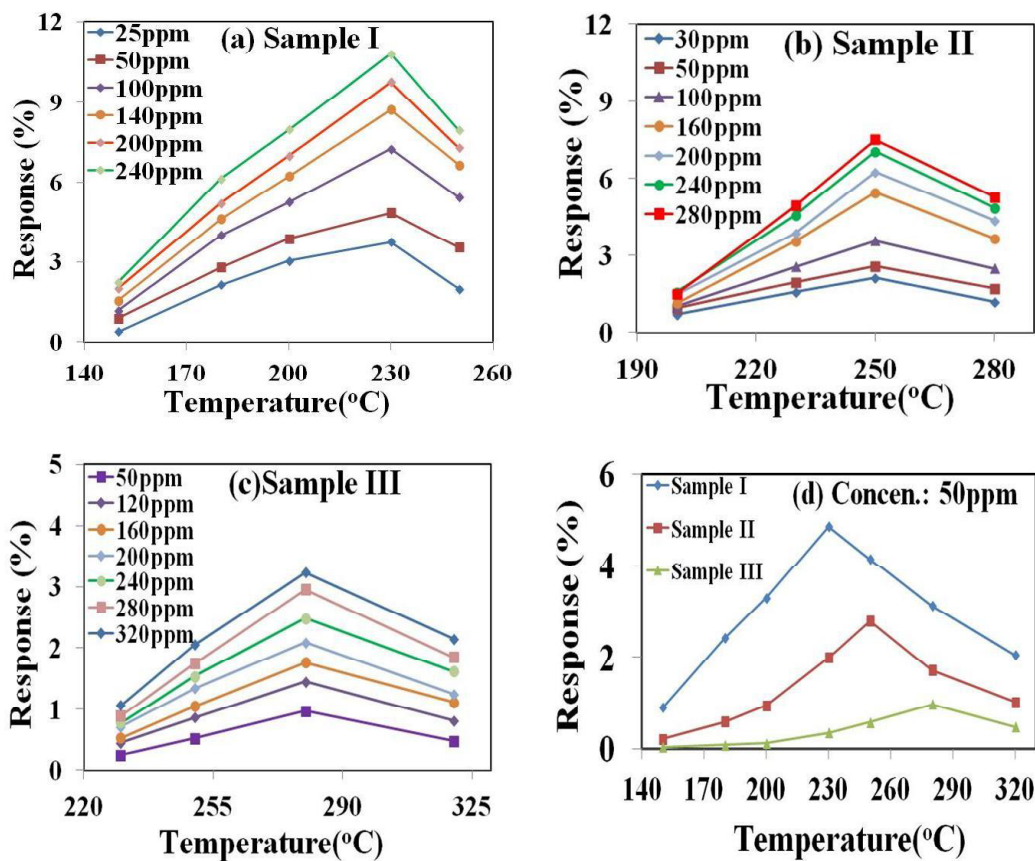 (a) Sample I
25ppm
50ppm
100ppm
140ppm
200ppm
240ppm
Response (%)
12
9
6
3
0
140 170 200 230 260
Temperature(°C)
(b) Sample II
30ppm
50ppm
100ppm
160ppm
200ppm
240ppm
280ppm
Response (%)
12
9
6
3
0
190 220 250 280
Temperature(°C)
(c)Sample III
50ppm
120ppm
160ppm
200ppm
240ppm
280ppm
320ppm
Response (%)
5
4
3
2
1
0
220 255 290 325
Temperature(°C)
(d) Concen.: 50ppm
Sample I
Sample II
Sample III
Response (%)
6
4
2
0
140 170 200 230 260 290 320
Temperature(°C)